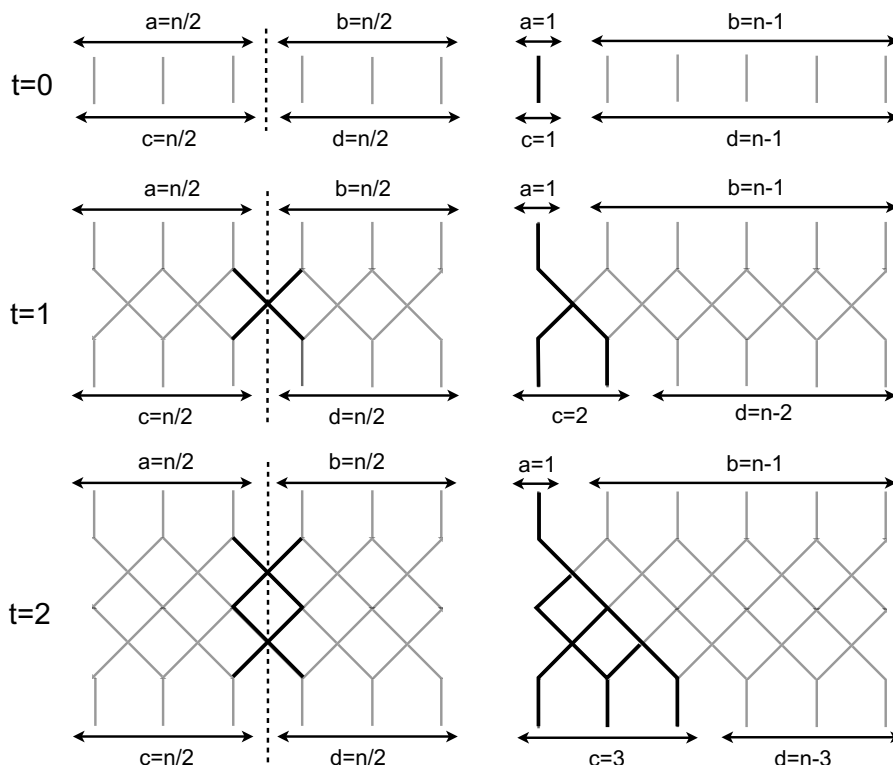 a=n/2 b=n/2 a=1 b=n-1
t=0
c=n/2 d=n/2 c=1 d=n-1
a=n/2 b=n/2 a=1 b=n-1
t=1
c=n/2 d=n/2 c=2 d=n-2
a=n/2 b=n/2 a=1 b=n-1
t=2
c=n/2 d=n/2 c=3 d=n-3